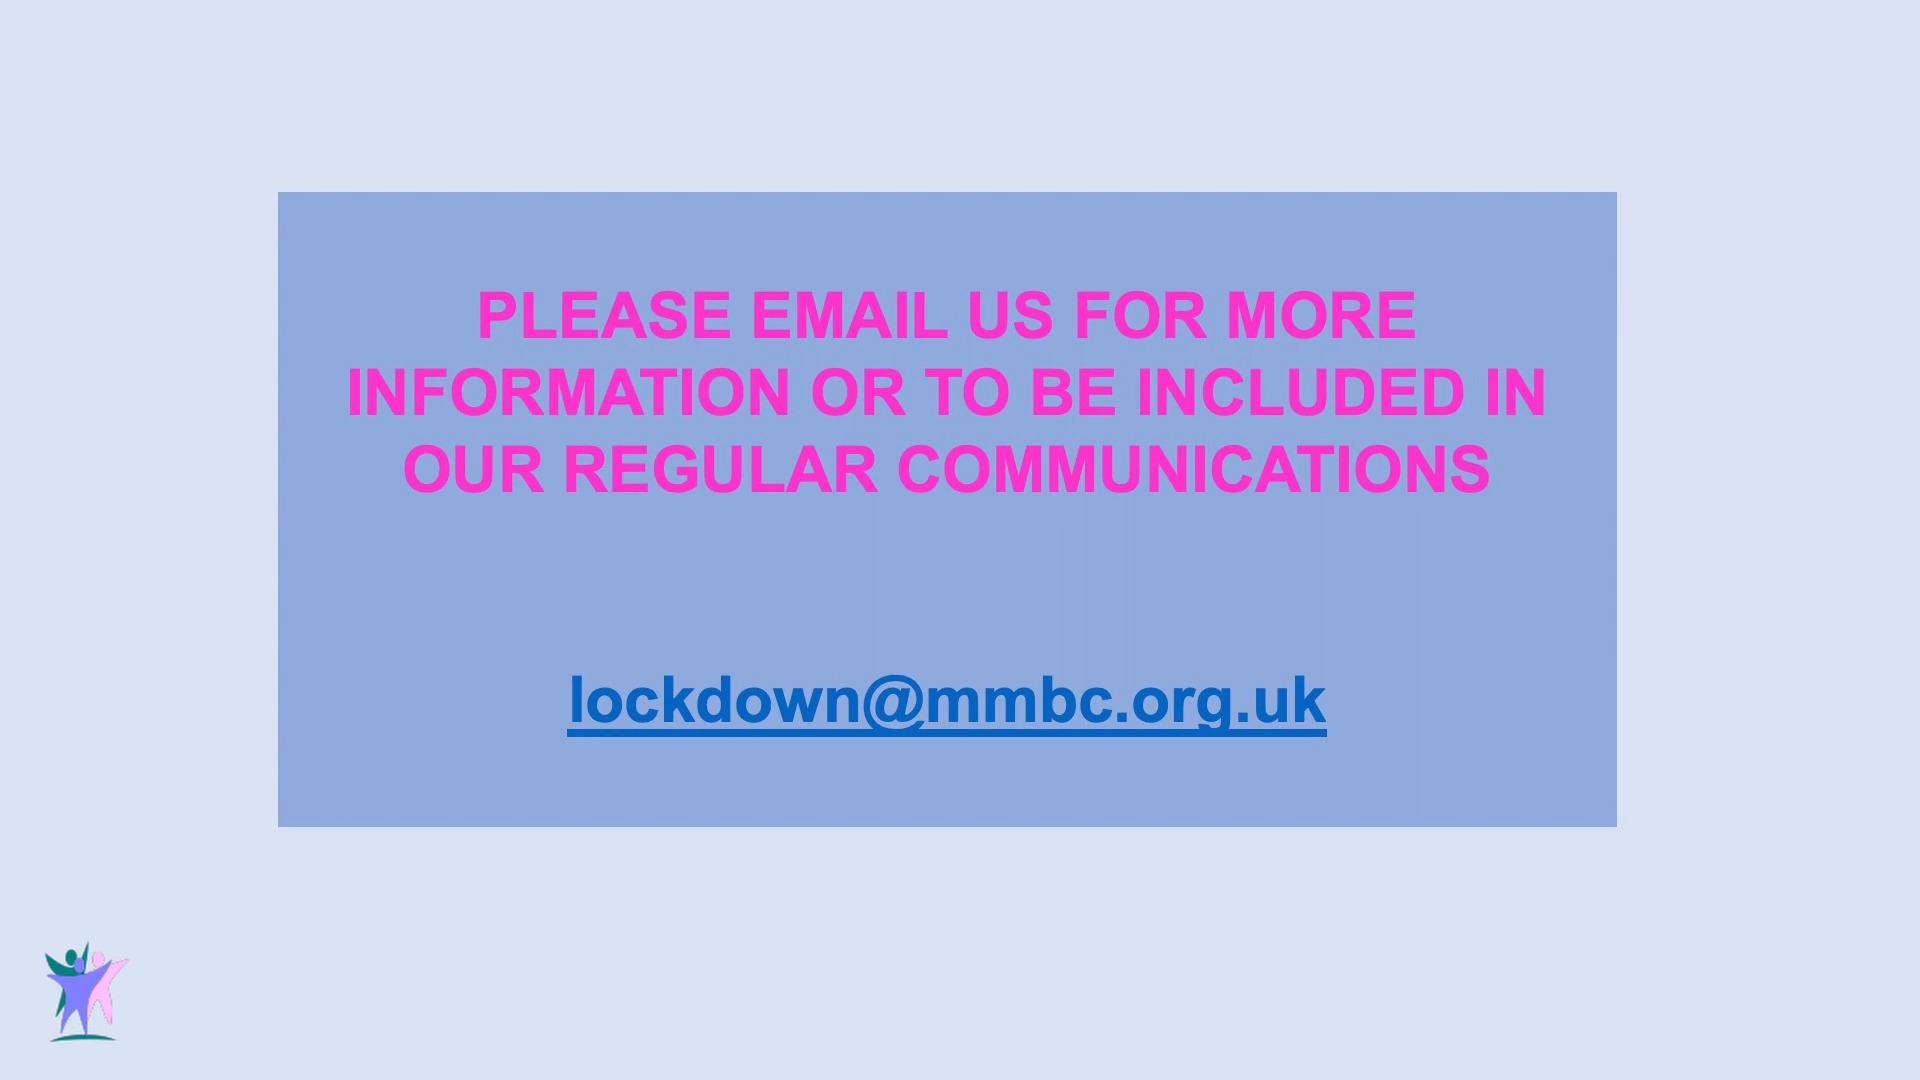 PLEASE EMAIL US FOR MORE
INFORMATION OR TO BE INCLUDED IN
OUR REGULAR COMMUNICATIONS
lockdown@mmbc.org.uk